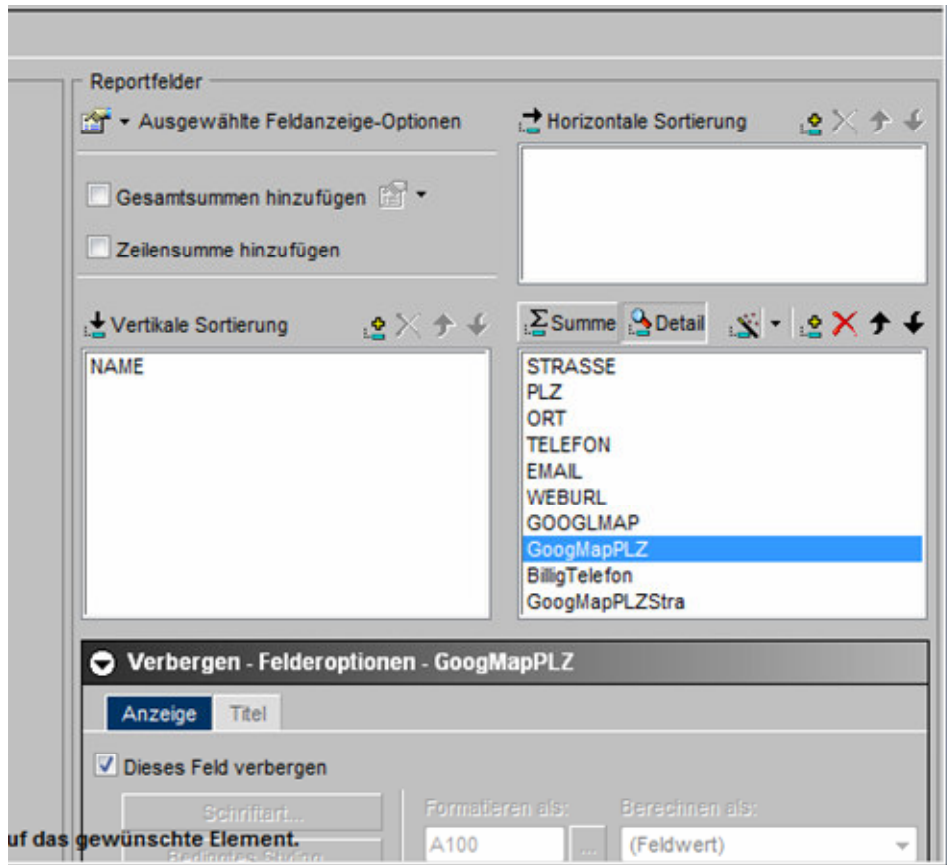 Reportfelder
Ausgewählte Feldanzeige-Optionen
Horizontale Sortierung
Gesamtsummen hinzufügen
Zeilensumme hinzufügen
Vertikale Sortierung
Summe Detail
NAME
STRASSE
PLZ
ORT
TELEFON
EMAIL
WEBURL
GOOGLMAP
GoogMapPLZ
BilligTelefon
GoogMapPLZStra
Verbergen - Felderoptionen - GoogMapPLZ
Anzeige Titel
Dieses Feld verbergen
Schriftart... Formatieren als: Berechnen als:
uf das gewünschte Element.
A100 ... (Feldwert)
Bedingtes Styling